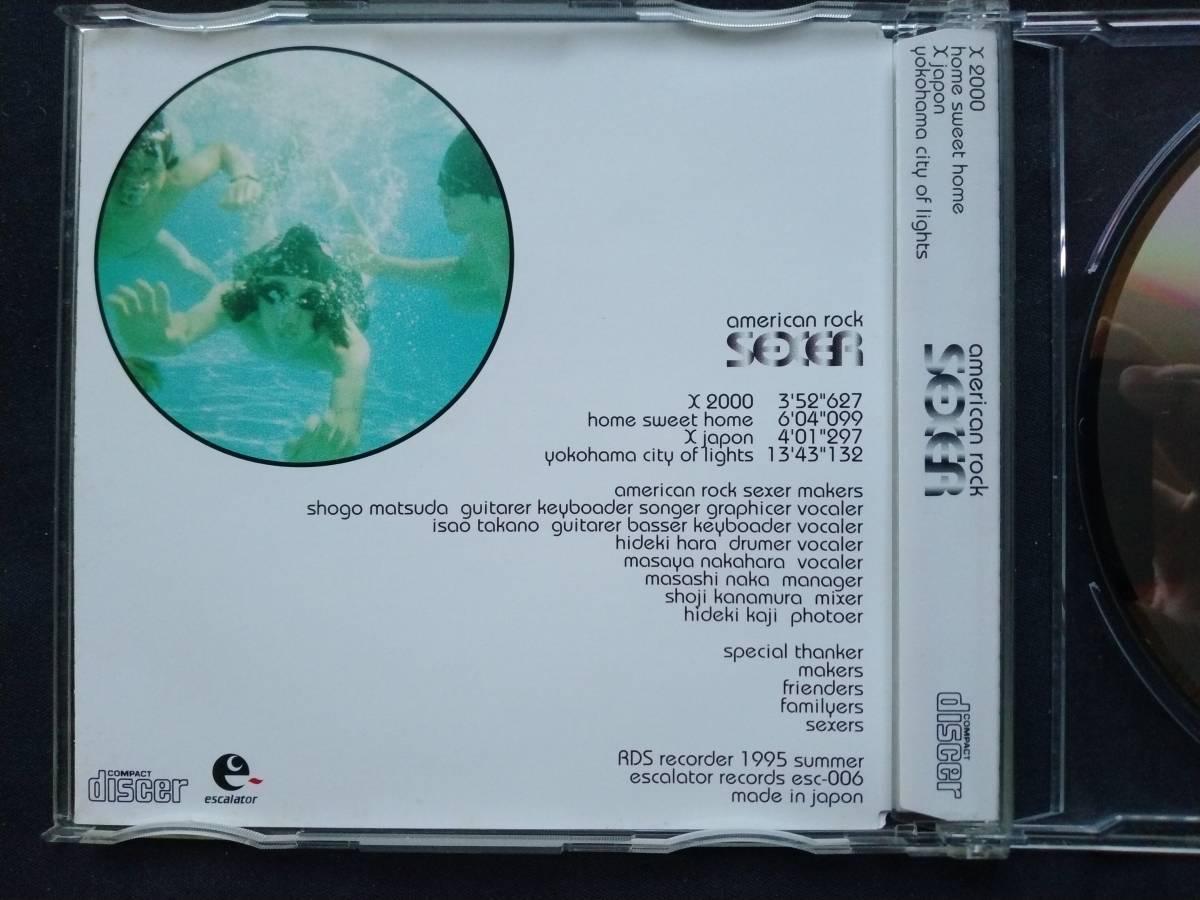 american rock
SEXER
X 2000 3'52"627
home sweet home 6'04"099
X japon 4'01"297
yokohama city of lights 13'43"132
american rock sexer makers
shogo matsuda guitarer keyboader songer graphicer vocaler
isao takano guitarer basser keyboader vocaler
hideki hara drumer vocaler
masaya nakahara vocaler
masashi naka manager
shoji kanamura mixer
hideki kaji photoer
special thanker
makers
frienders
familyers
sexers
RDS recorder 1995 summer
escalator records esc-006
made in japon
COMPACT
discer
e
escalator
X 2000
home sweet home
X japon
yokohama city of lights
american rock
SEXER
COMPACT
discer